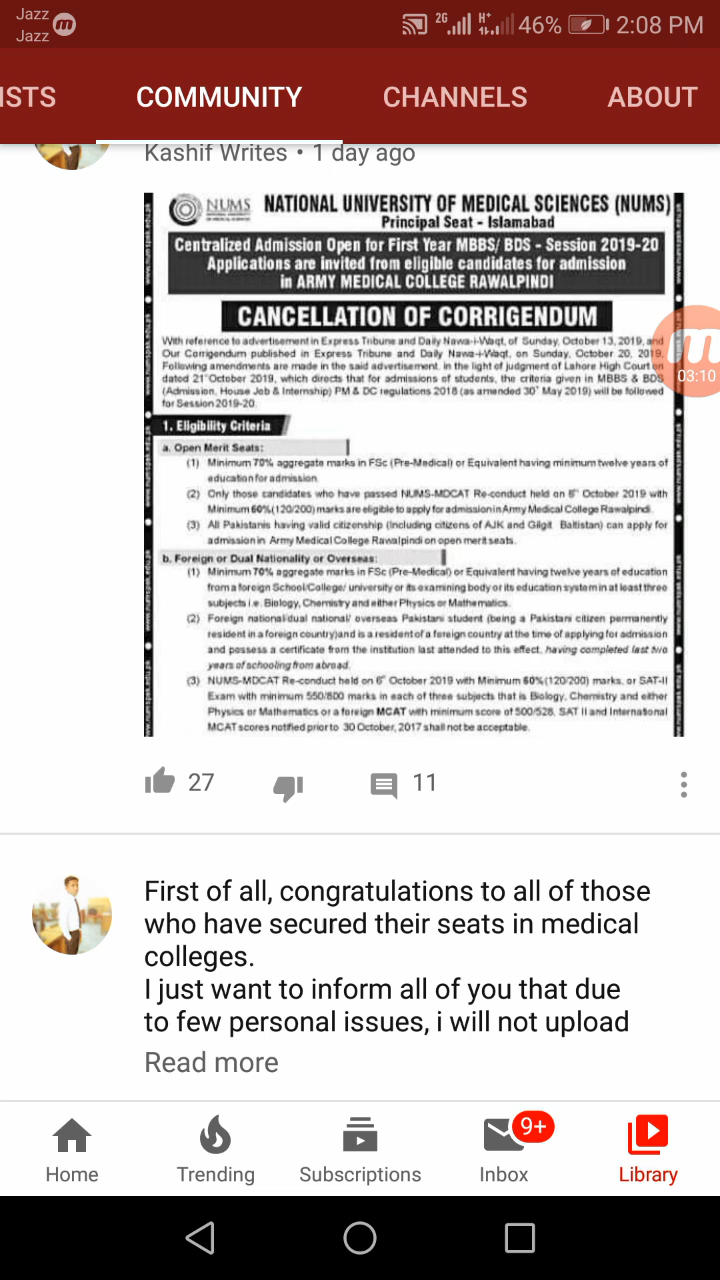 Jazz
Jazz
2G H+ 46% 2:08 PM
ISTS COMMUNITY CHANNELS ABOUT
Kashif Writes • 1 day ago
NUMS NATIONAL UNIVERSITY OF MEDICAL SCIENCES (NUMS)
Principal Seat - Islamabad
Centralized Admission Open for First Year MBBS/ BDS - Session 2019-20
Applications are invited from eligible candidates for admission
in ARMY MEDICAL COLLEGE RAWALPINDI
CANCELLATION OF CORRIGENDUM
With reference to advertisement in Express Tribune and Daily Nawa-i-Waqt, of Sunday, October 13, 2019, and
Our Corrigendum published in Express Tribune and Daily Nawa-i-Waqt, on Sunday, October 20, 2019,
Following amendments are made in the said advertisement, in the light of judgment of Lahore High Court on
dated 21st October 2019, which directs that for admissions of students, the criteria given in MBBS & BDS
(Admission, House Job & Internship) PM & DC regulations 2018 (as amended 30th May 2019) will be followed
for Session 2019-20.
03:10
1. Eligibility Criteria
a. Open Merit Seats:
(1) Minimum 70% aggregate marks in FSc (Pre-Medical) or Equivalent having minimum twelve years of
education for admission
(2) Only those candidates who have passed NUMS-MDCAT Re-conduct held on 6th October 2019 with
Minimum 60% (120/200) marks are eligible to apply for admission in Army Medical College Rawalpindi.
(3) All Pakistanis having valid citizenship (Including citizens of AJK and Gilgit Baltistan) can apply for
admission in Army Medical College Rawalpindi on open merit seats.
b. Foreign or Dual Nationality or Overseas:
(1) Minimum 70% aggregate marks in FSc (Pre-Medical) or Equivalent having twelve years of education
from a foreign School/College/ university or its examining body or its education system in at least three
subjects i.e. Biology, Chemistry and either Physics or Mathematics.
(2) Foreign national/dual national/ overseas Pakistani student (being a Pakistani citizen permanently
resident in a foreign country)and is a resident of a foreign country at the time of applying for admission
and possess a certificate from the institution last attended to this effect, having completed last two
years of schooling from abroad.
(3) NUMS-MDCAT Re-conduct held on 6th October 2019 with Minimum 60% (120/200) marks, or SAT-II
Exam with minimum 550/800 marks in each of three subjects that is Biology, Chemistry and either
Physics or Mathematics or a foreign MCAT with minimum score of 500/528. SAT II and International
MCAT scores notified prior to 30 October, 2017 shall not be acceptable.
www.numspak.edu.pk
27 11
First of all, congratulations to all of those
who have secured their seats in medical
colleges.
I just want to inform all of you that due
to few personal issues, i will not upload
Read more
9+
Home Trending Subscriptions Inbox Library